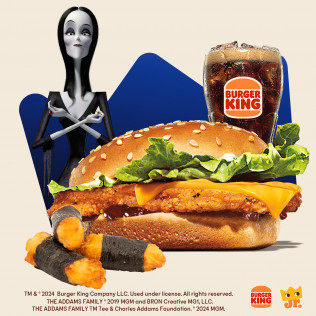 BURGER
KING
TM & © 2024 Burger King Company LLC. Used under license. All rights reserved.
THE ADDAMS FAMILY © 2019 MGM and BRON Creative MG1, LLC.
THE ADDAMS FAMILY TM Tee & Charles Addams Foundation. © 2024 MGM.
BURGER
KING
Jr.